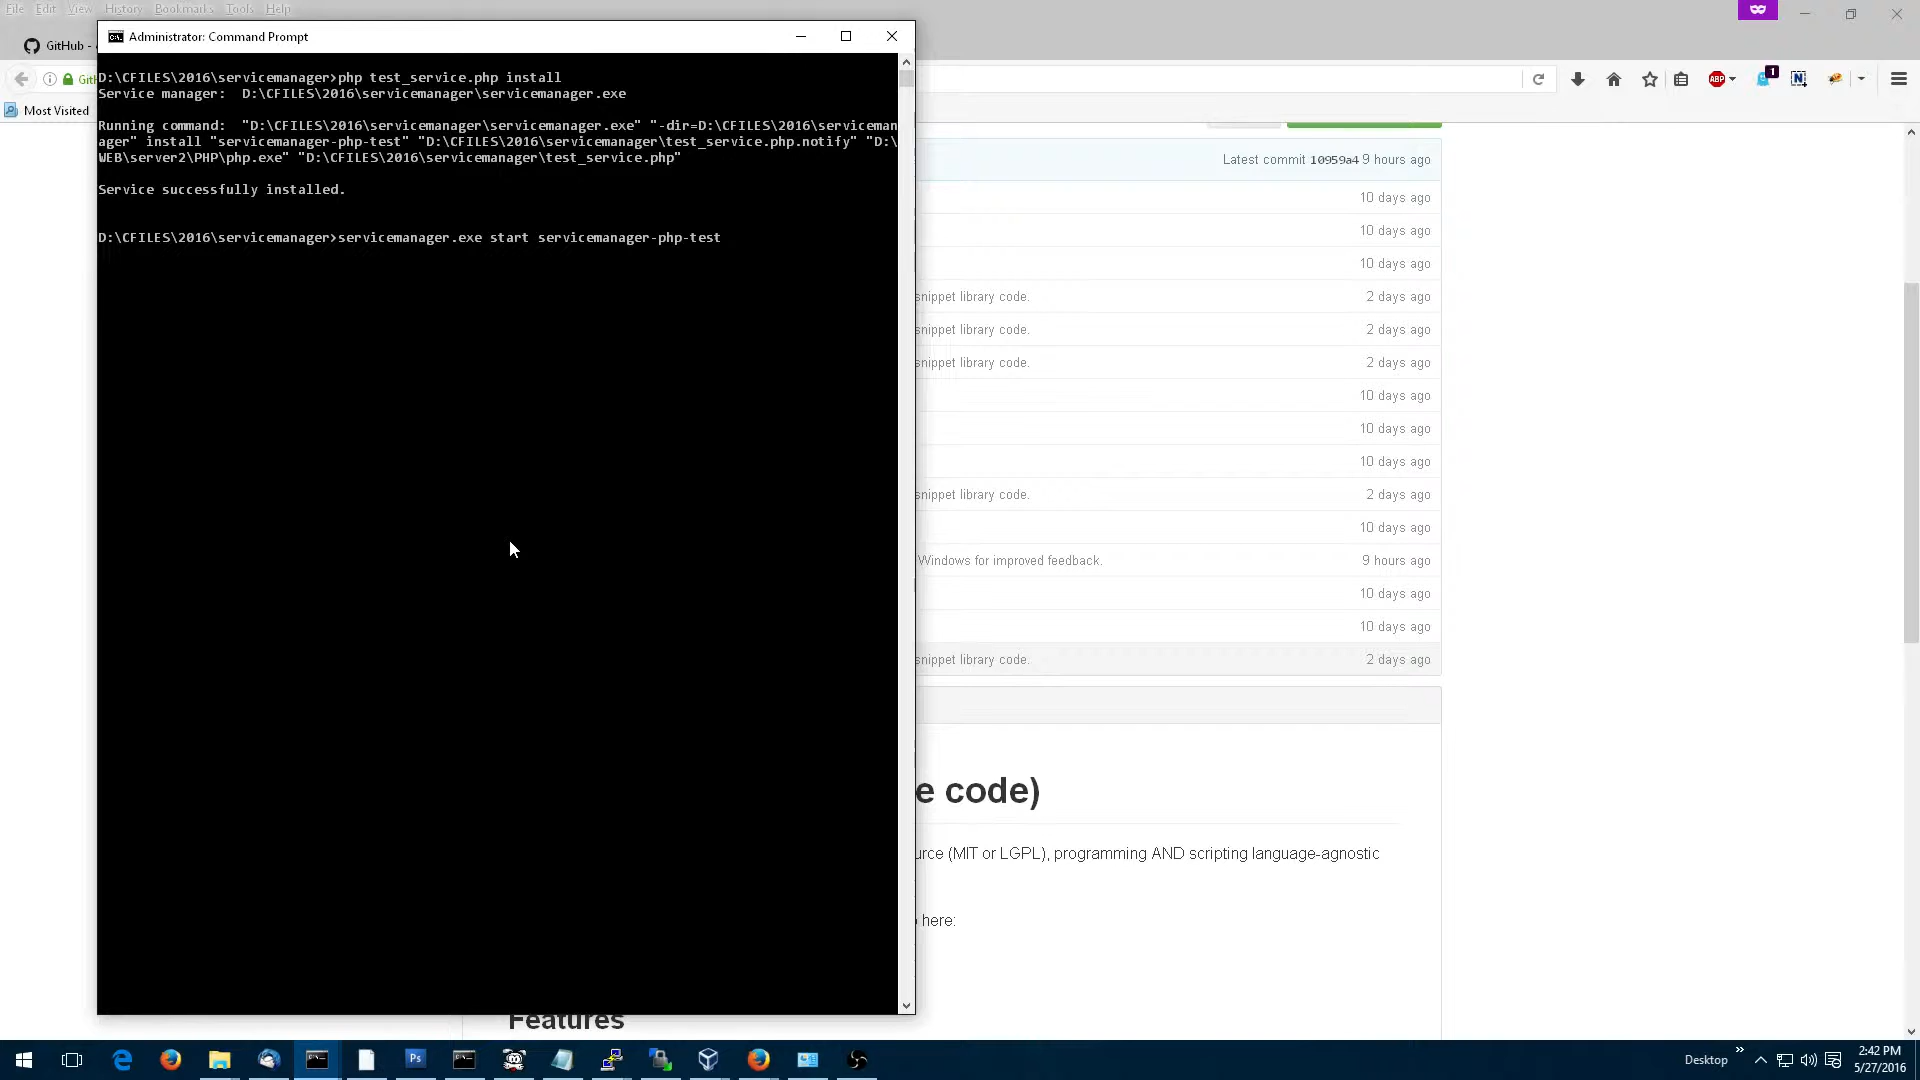 File Edit View History Bookmarks Tools Help
Administrator: Command Prompt
GitHub -
Most Visited
D:\CFILES\2016\servicemanager>php test_service.php install
Service manager:  D:\CFILES\2016\servicemanager\servicemanager.exe
Running command:  "D:\CFILES\2016\servicemanager\servicemanager.exe" "-dir=D:\CFILES\2016\serviceman
ager" install "servicemanager-php-test" "D:\CFILES\2016\servicemanager\test_service.php.notify" "D:\
WEB\server2\PHP\php.exe" "D:\CFILES\2016\servicemanager\test_service.php"
Service successfully installed.
D:\CFILES\2016\servicemanager>servicemanager.exe start servicemanager-php-test
ABP
1
N
Latest commit 10959a4 9 hours ago
10 days ago
10 days ago
10 days ago
snippet library code. 2 days ago
snippet library code. 2 days ago
snippet library code. 2 days ago
10 days ago
10 days ago
10 days ago
snippet library code. 2 days ago
10 days ago
Windows for improved feedback. 9 hours ago
10 days ago
10 days ago
snippet library code. 2 days ago
e code)
urce (MIT or LGPL), programming AND scripting language-agnostic
here:
Features
Ps
Desktop
2:42 PM
5/27/2016